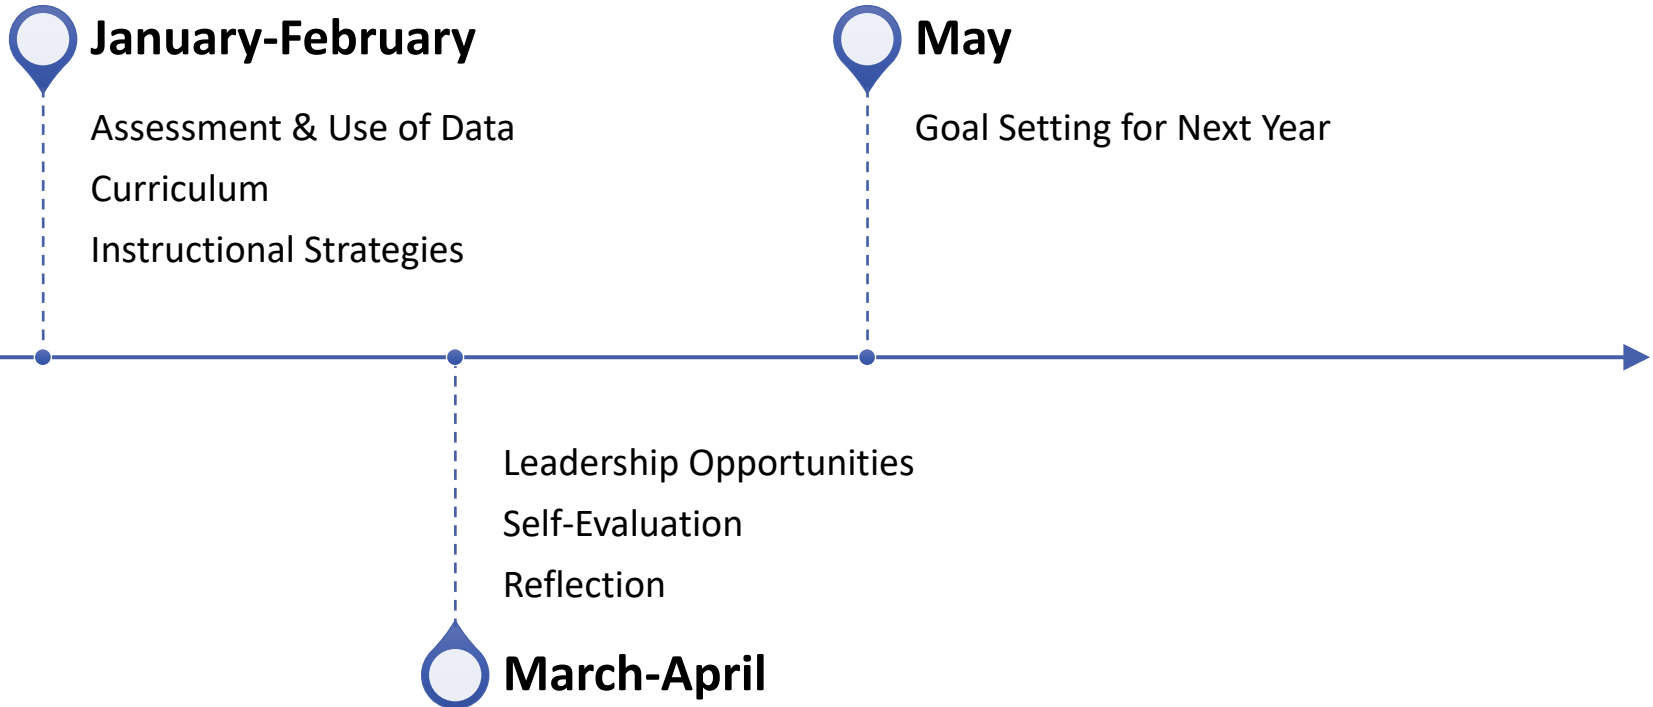 January-February
Assessment & Use of Data
Curriculum
Instructional Strategies
Leadership Opportunities
Self-Evaluation
Reflection
March-April
May
Goal Setting for Next Year